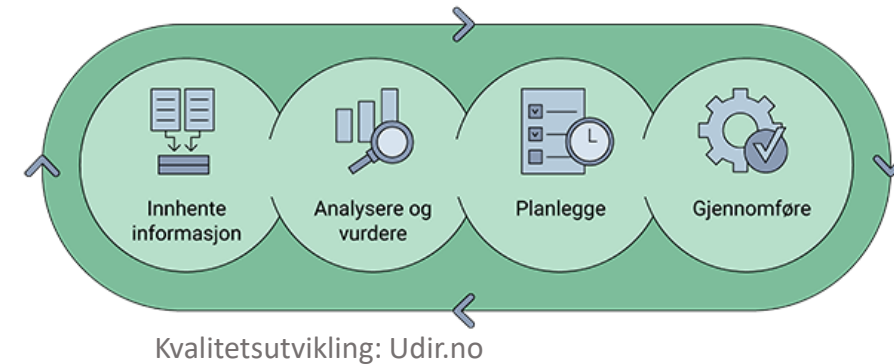 Innhente
informasjon
Analysere og
vurdere
Planlegge
Gjennomføre
Kvalitetsutvikling: Udir.no